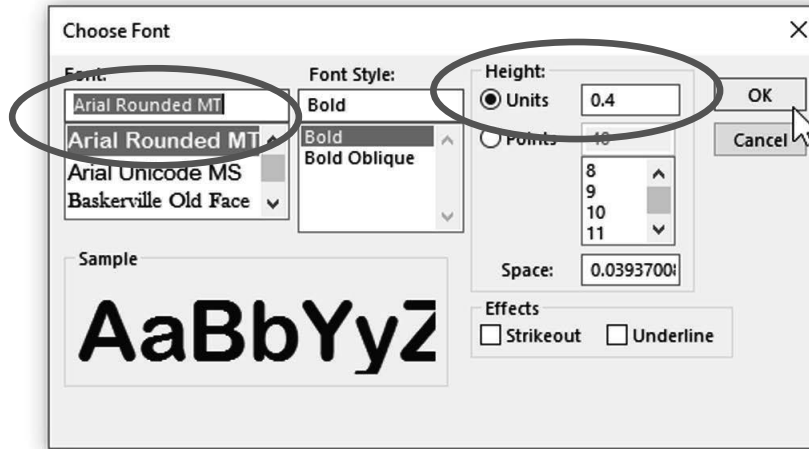 Choose Font
Font:
Arial Rounded MT
Arial Rounded MT
Arial Unicode MS
Baskerville Old Face
Font Style:
Bold
Bold
Bold Oblique
Height:
Units 0.4
Points
8
9
10
11
Space: 0.03937008
OK
Cancel
Sample
AaBbYyZ
Effects
Strikeout Underline